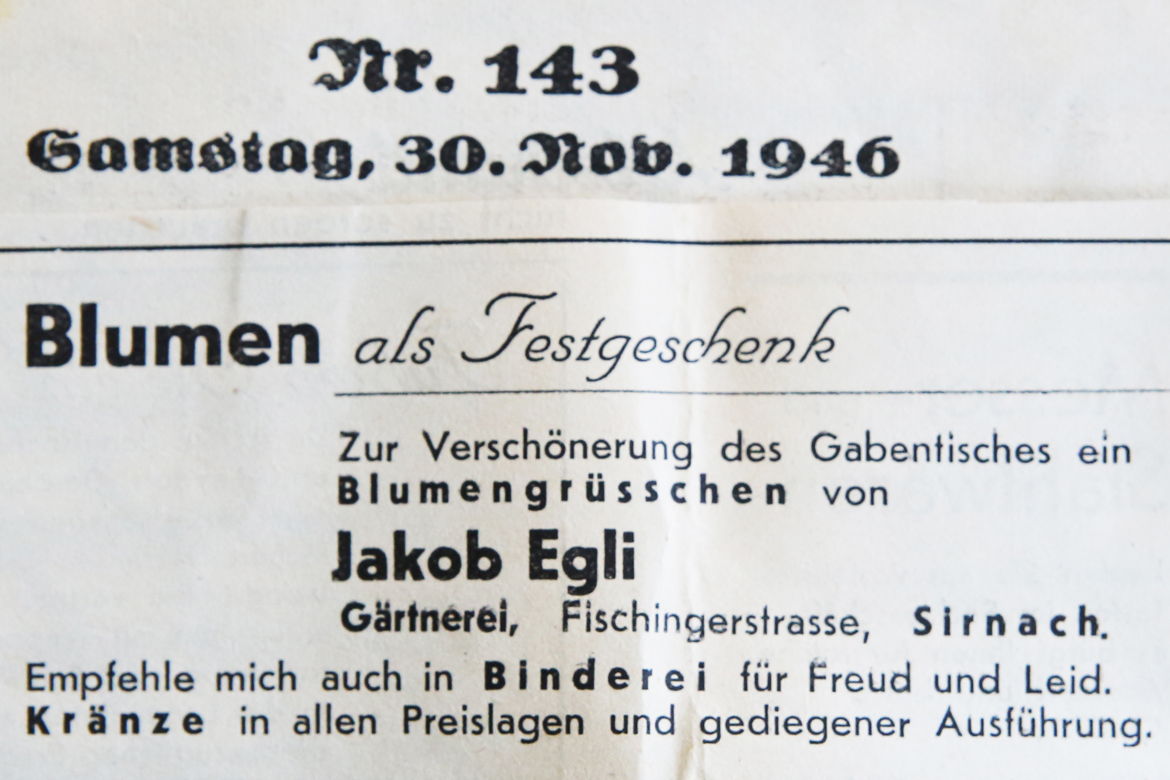 Nr. 143
Samstag, 30. Nov. 1946
Blumen als Festgeschenk
Zur Verschönerung des Gabentisches ein
Blumengrüsschen von
Jakob Egli
Gärtnerei, Fischingerstrasse, Sirnach.
Empfehle mich auch in Binderei für Freud und Leid.
Kränze in allen Preislagen und gediegener Ausführung.